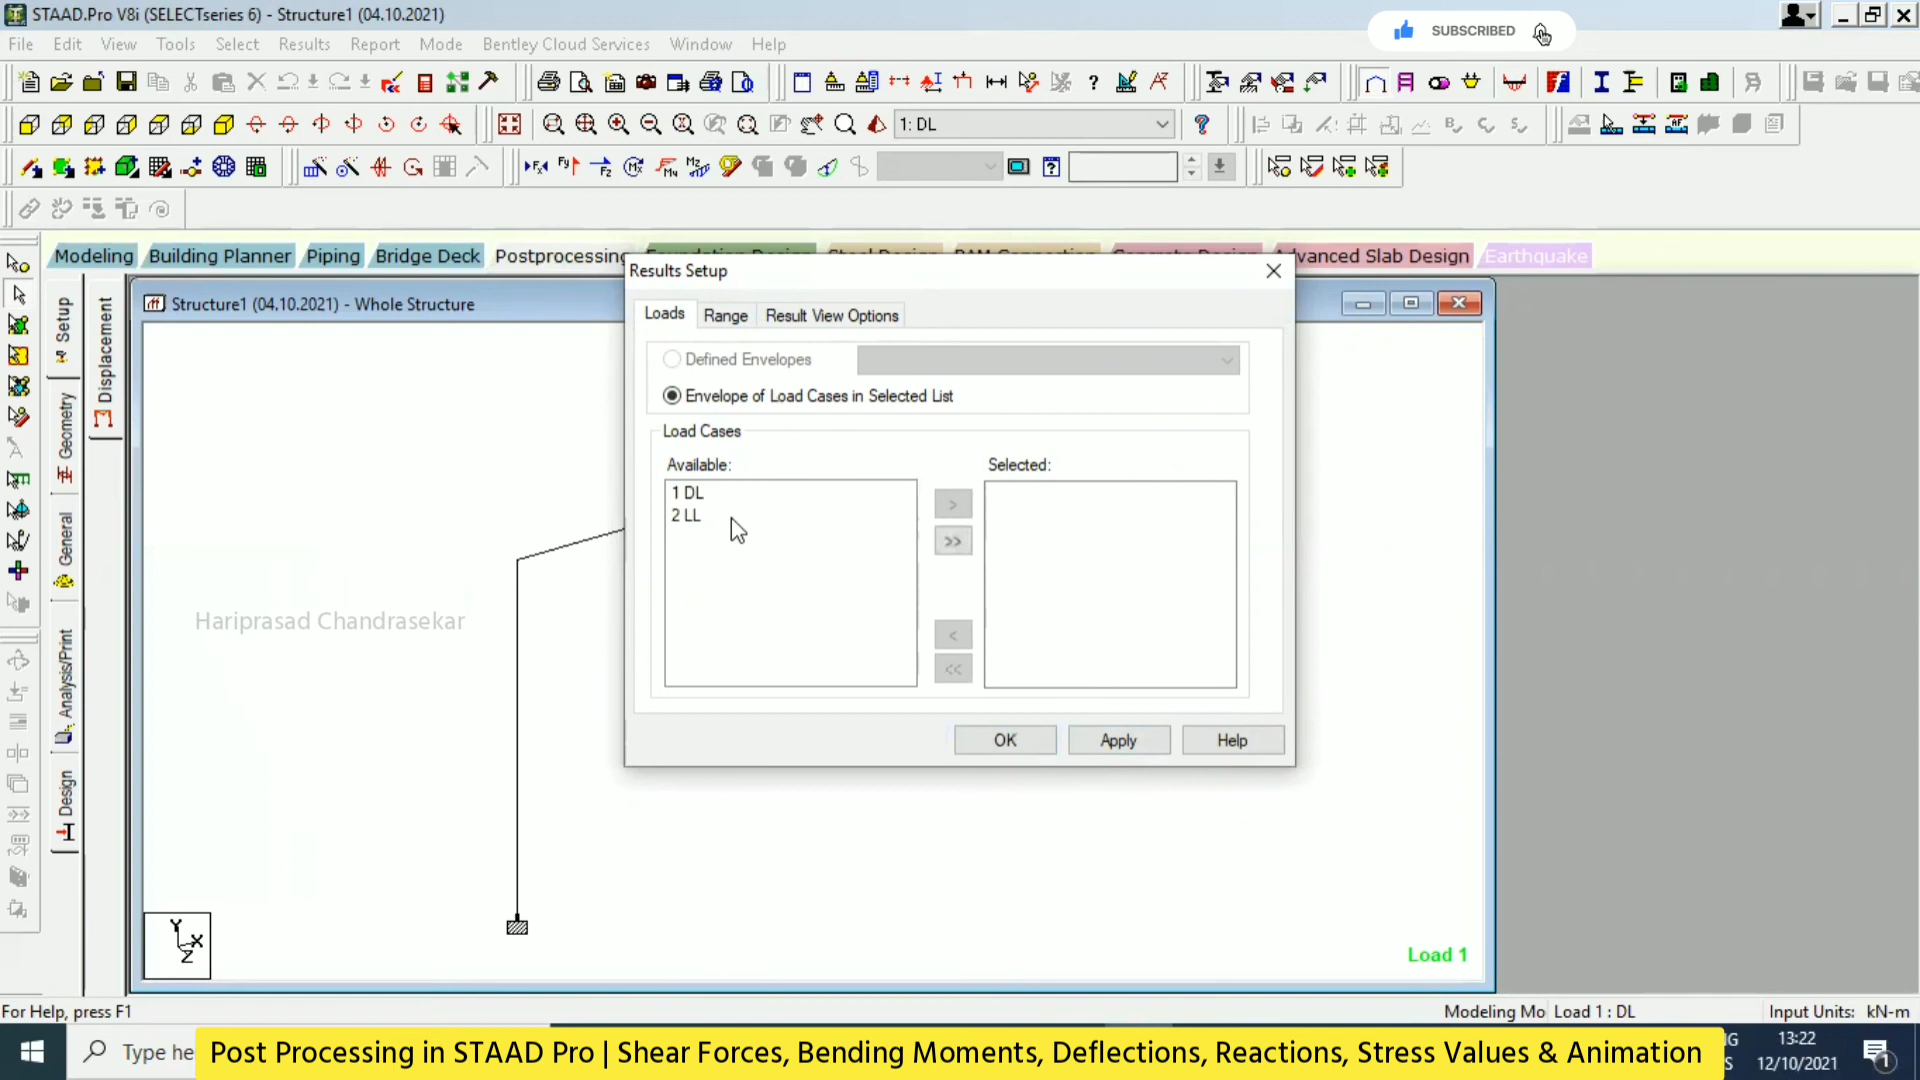 STAAD.Pro V8i (SELECTseries 6) - Structure1 (04.10.2021)
SUBSCRIBED
File Edit View Tools Select Results Report Mode Bentley Cloud Services Window Help
1: DL
Modeling Building Planner Piping Bridge Deck Postprocessing Advanced Slab Design Earthquake
Results Setup
Structure1 (04.10.2021) - Whole Structure
Setup
Geometry
General
Analysis/Print
Design
Displacement
Loads Range Result View Options
Defined Envelopes
Envelope of Load Cases in Selected List
Load Cases
Available: Selected:
1 DL
2 LL
>
>>
<
<<
OK Apply Help
Hariprasad Chandrasekar
Y
X
Z
Load 1
For Help, press F1
Modeling Mo Load 1 : DL Input Units: kN-m
Type he
Post Processing in STAAD Pro | Shear Forces, Bending Moments, Deflections, Reactions, Stress Values & Animation
13:22
12/10/2021
1